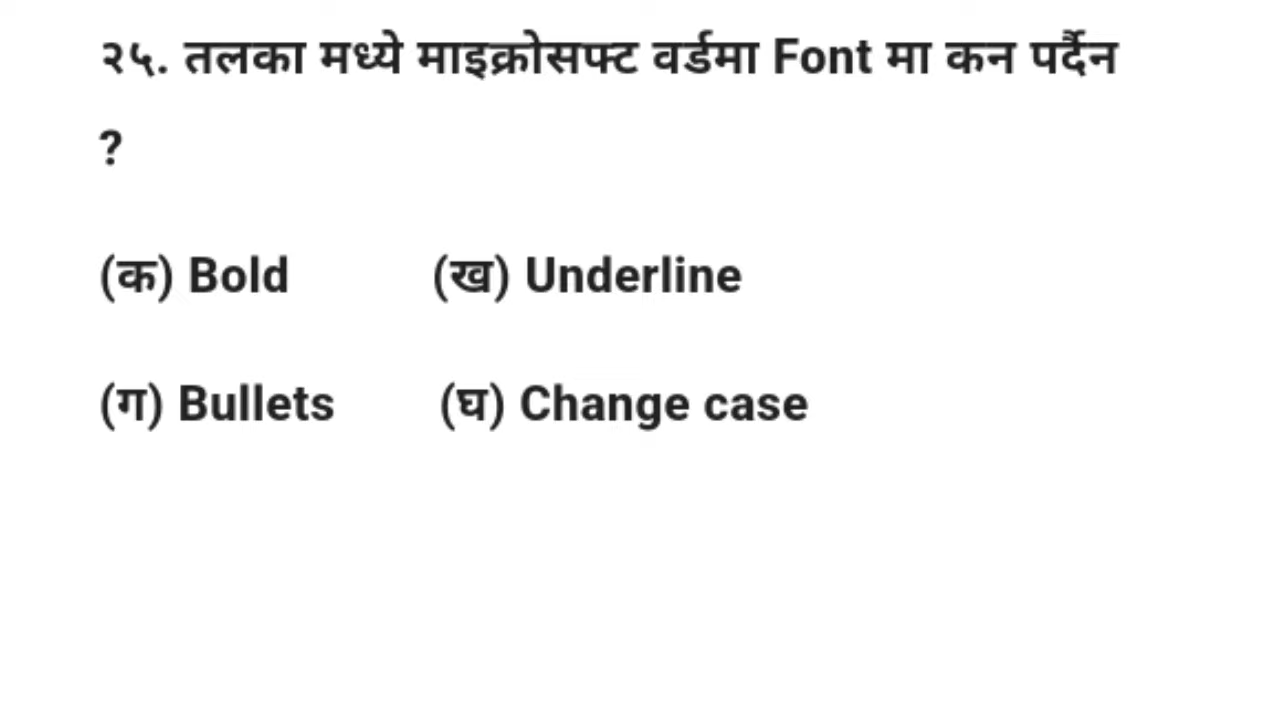 २५. तलका मध्ये माइक्रोसफ्ट वर्डमा Font मा कन पर्दैन
?
(क) Bold (ख) Underline
(ग) Bullets (घ) Change case